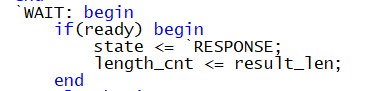 `WAIT: begin
if(ready) begin
state <= `RESPONSE;
length_cnt <= result_len;
end